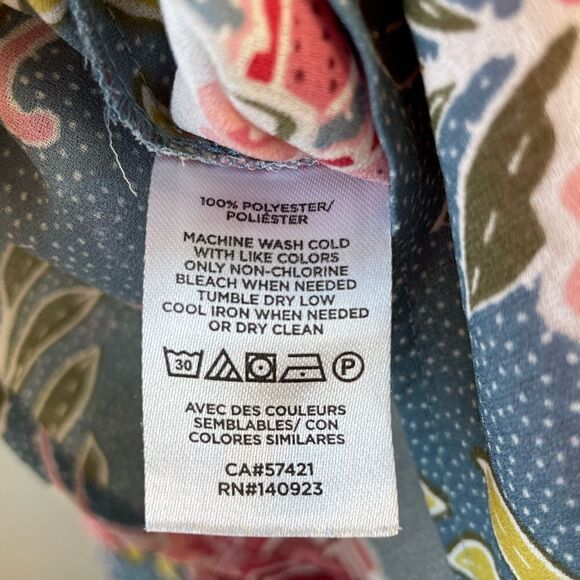 100% POLYESTER/
POLIÉSTER
MACHINE WASH COLD
WITH LIKE COLORS
ONLY NON-CHLORINE
BLEACH WHEN NEEDED
TUMBLE DRY LOW
COOL IRON WHEN NEEDED
OR DRY CLEAN
30 P
AVEC DES COULEURS
SEMBLABLES/ CON
COLORES SIMILARES
CA#57421
RN#140923